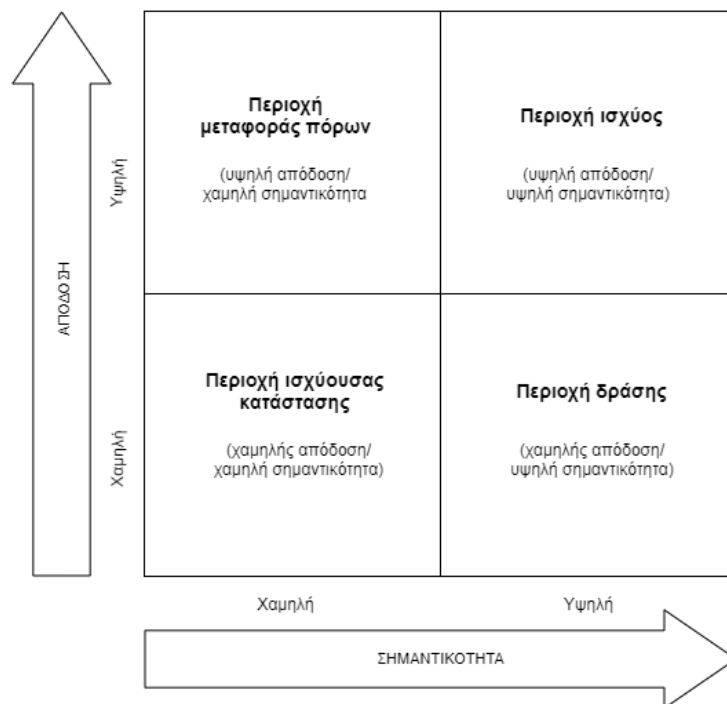 Περιοχή
μεταφοράς πόρων
(υψηλή απόδοση/
χαμηλή σημαντικότητα
Περιοχή ισχύος
(υψηλή απόδοση/
υψηλή σημαντικότητα)
Υψηλή
ΑΠΟΔΟΣΗ
Περιοχή ισχύουσας
κατάστασης
(χαμηλής απόδοση/
χαμηλή σημαντικότητα)
Περιοχή δράσης
(χαμηλής απόδοση/
υψηλή σημαντικότητα)
Χαμηλή
Χαμηλή
Υψηλή
ΣΗΜΑΝΤΙΚΟΤΗΤΑ